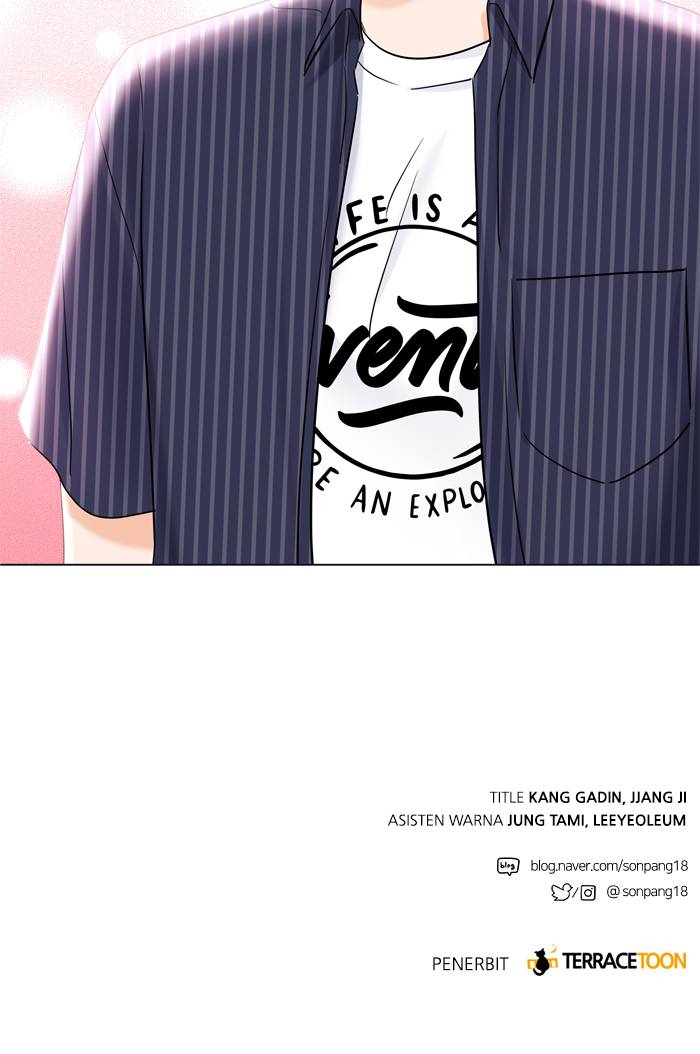 FE IS A
ven
E AN EXPLO
TITLE KANG GADIN, JJANG JI
ASISTEN WARNA JUNG TAMI, LEEYEOLEUM
blog blog.naver.com/sonpang18
@sonpang18
PENERBIT TERRACETOON